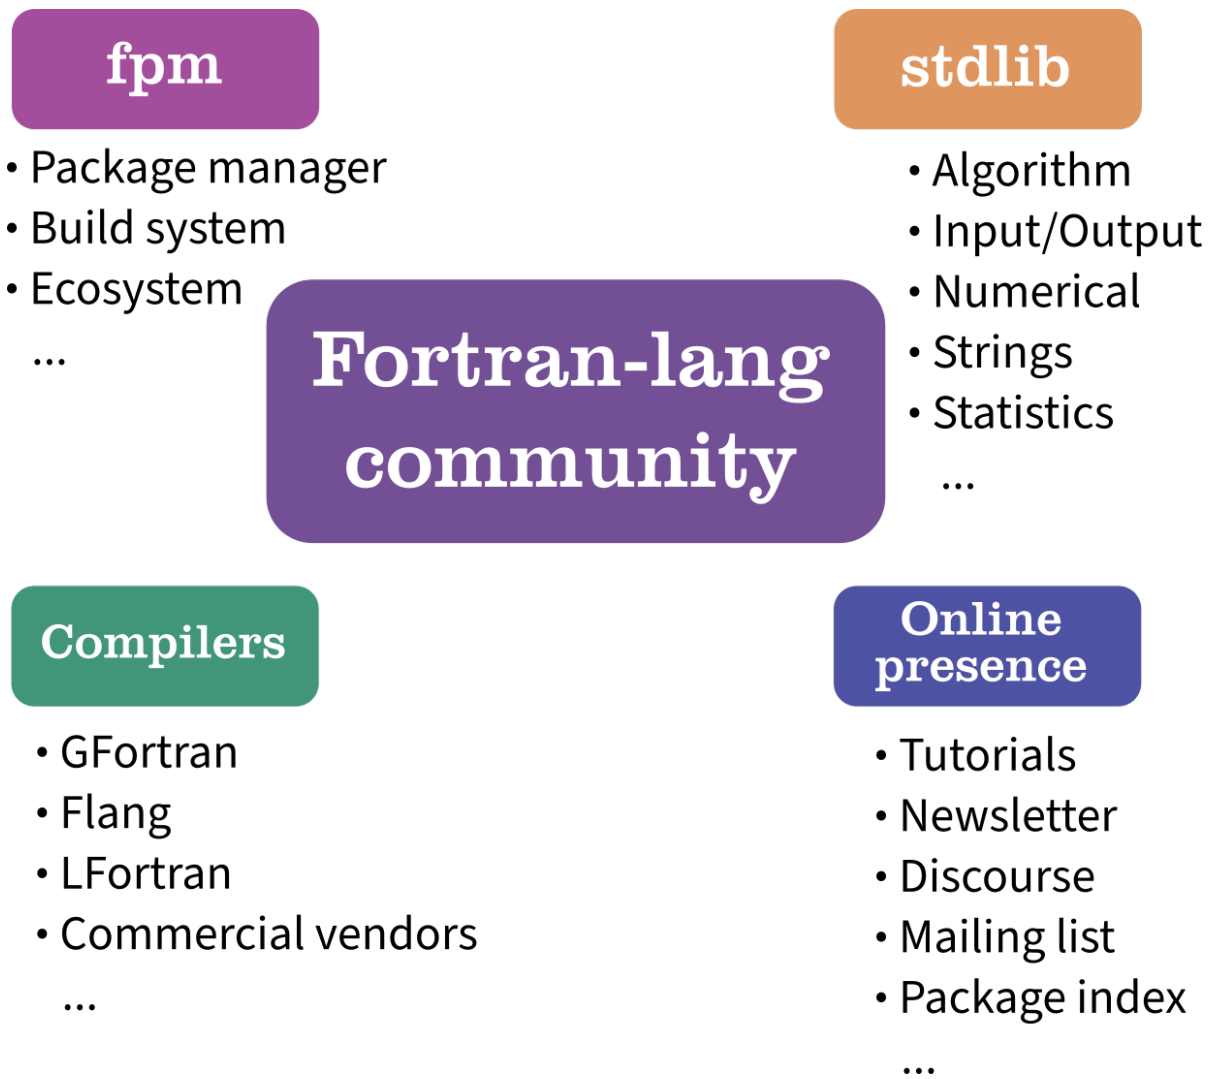 fpm
• Package manager
• Build system
• Ecosystem
...
stdlib
• Algorithm
• Input/Output
• Numerical
• Strings
• Statistics
...
Fortran-lang
community
Compilers
• GFortran
• Flang
• LFortran
• Commercial vendors
...
Online
presence
• Tutorials
• Newsletter
• Discourse
• Mailing list
• Package index
...